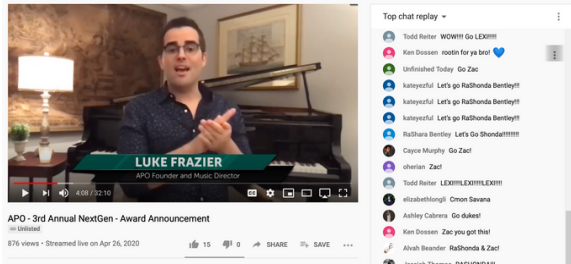 LUKE FRAZIER
APO Founder and Music Director
4:08 / 32:10
APO - 3rd Annual NextGen - Award Announcement
Unlisted
876 views • Streamed live on Apr 26, 2020
15
0
SHARE
SAVE
Top chat replay
Todd Reiter WOW!!!! Go LEXI!!!!!
Ken Dossen rootin for ya bro! 💙
Unfinished Today Go Zac
kateyezful Let's go RaShonda Bentley!!!
kateyezful Let's go RaShonda Bentley!!!
kateyezful Let's go RaShonda Bentley!!!
RaShara Bentley Let's Go Shonda!!!!!!!!!!
Cayce Murphy Go Zac!
oherian Zac!
Todd Reiter LEXI!!!!LEXI!!!!!LEXI!!!!
elizabethlongli Cmon Savana
Ashley Cabrera Go dukes!
Ken Dossen Zac you got this!
Alvah Beander RaShonda & Zac!